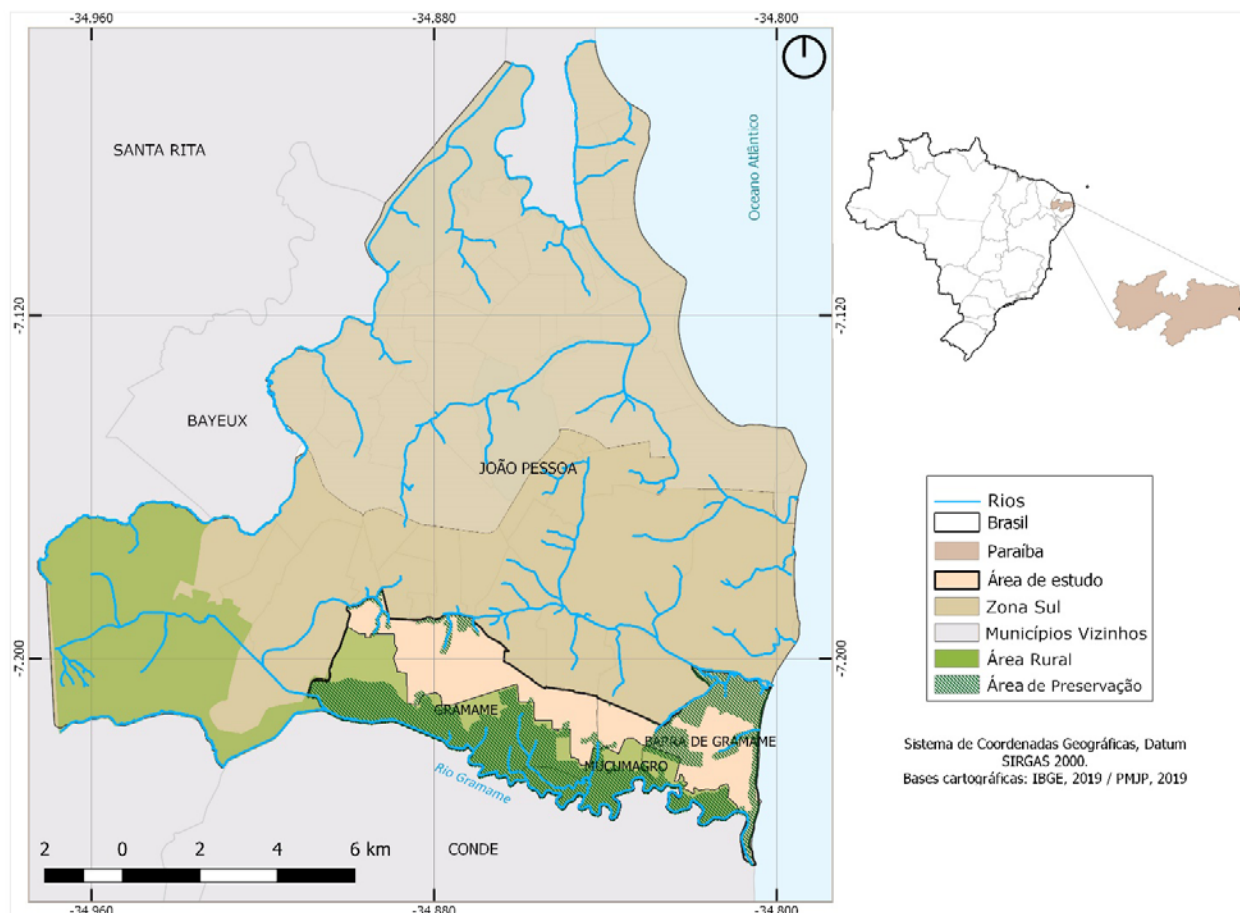 -34.960
-34.880
-34.800
SANTA RITA
Oceano Atlântico
-7.120
-7.120
BAYEUX
JOÃO PESSOA
-7.200
-7.200
GRAMAME
BARRA DE GRAMAME
MUÇUMAGRO
Rio Gramame
CONDE
2 0 2 4 6 km
-34.960
-34.880
-34.800
Rios
Brasil
Paraíba
Área de estudo
Zona Sul
Municípios Vizinhos
Área Rural
Área de Preservação
Sistema de Coordenadas Geográficas, Datum
SIRGAS 2000.
Bases cartográficas: IBGE, 2019 / PMJP, 2019